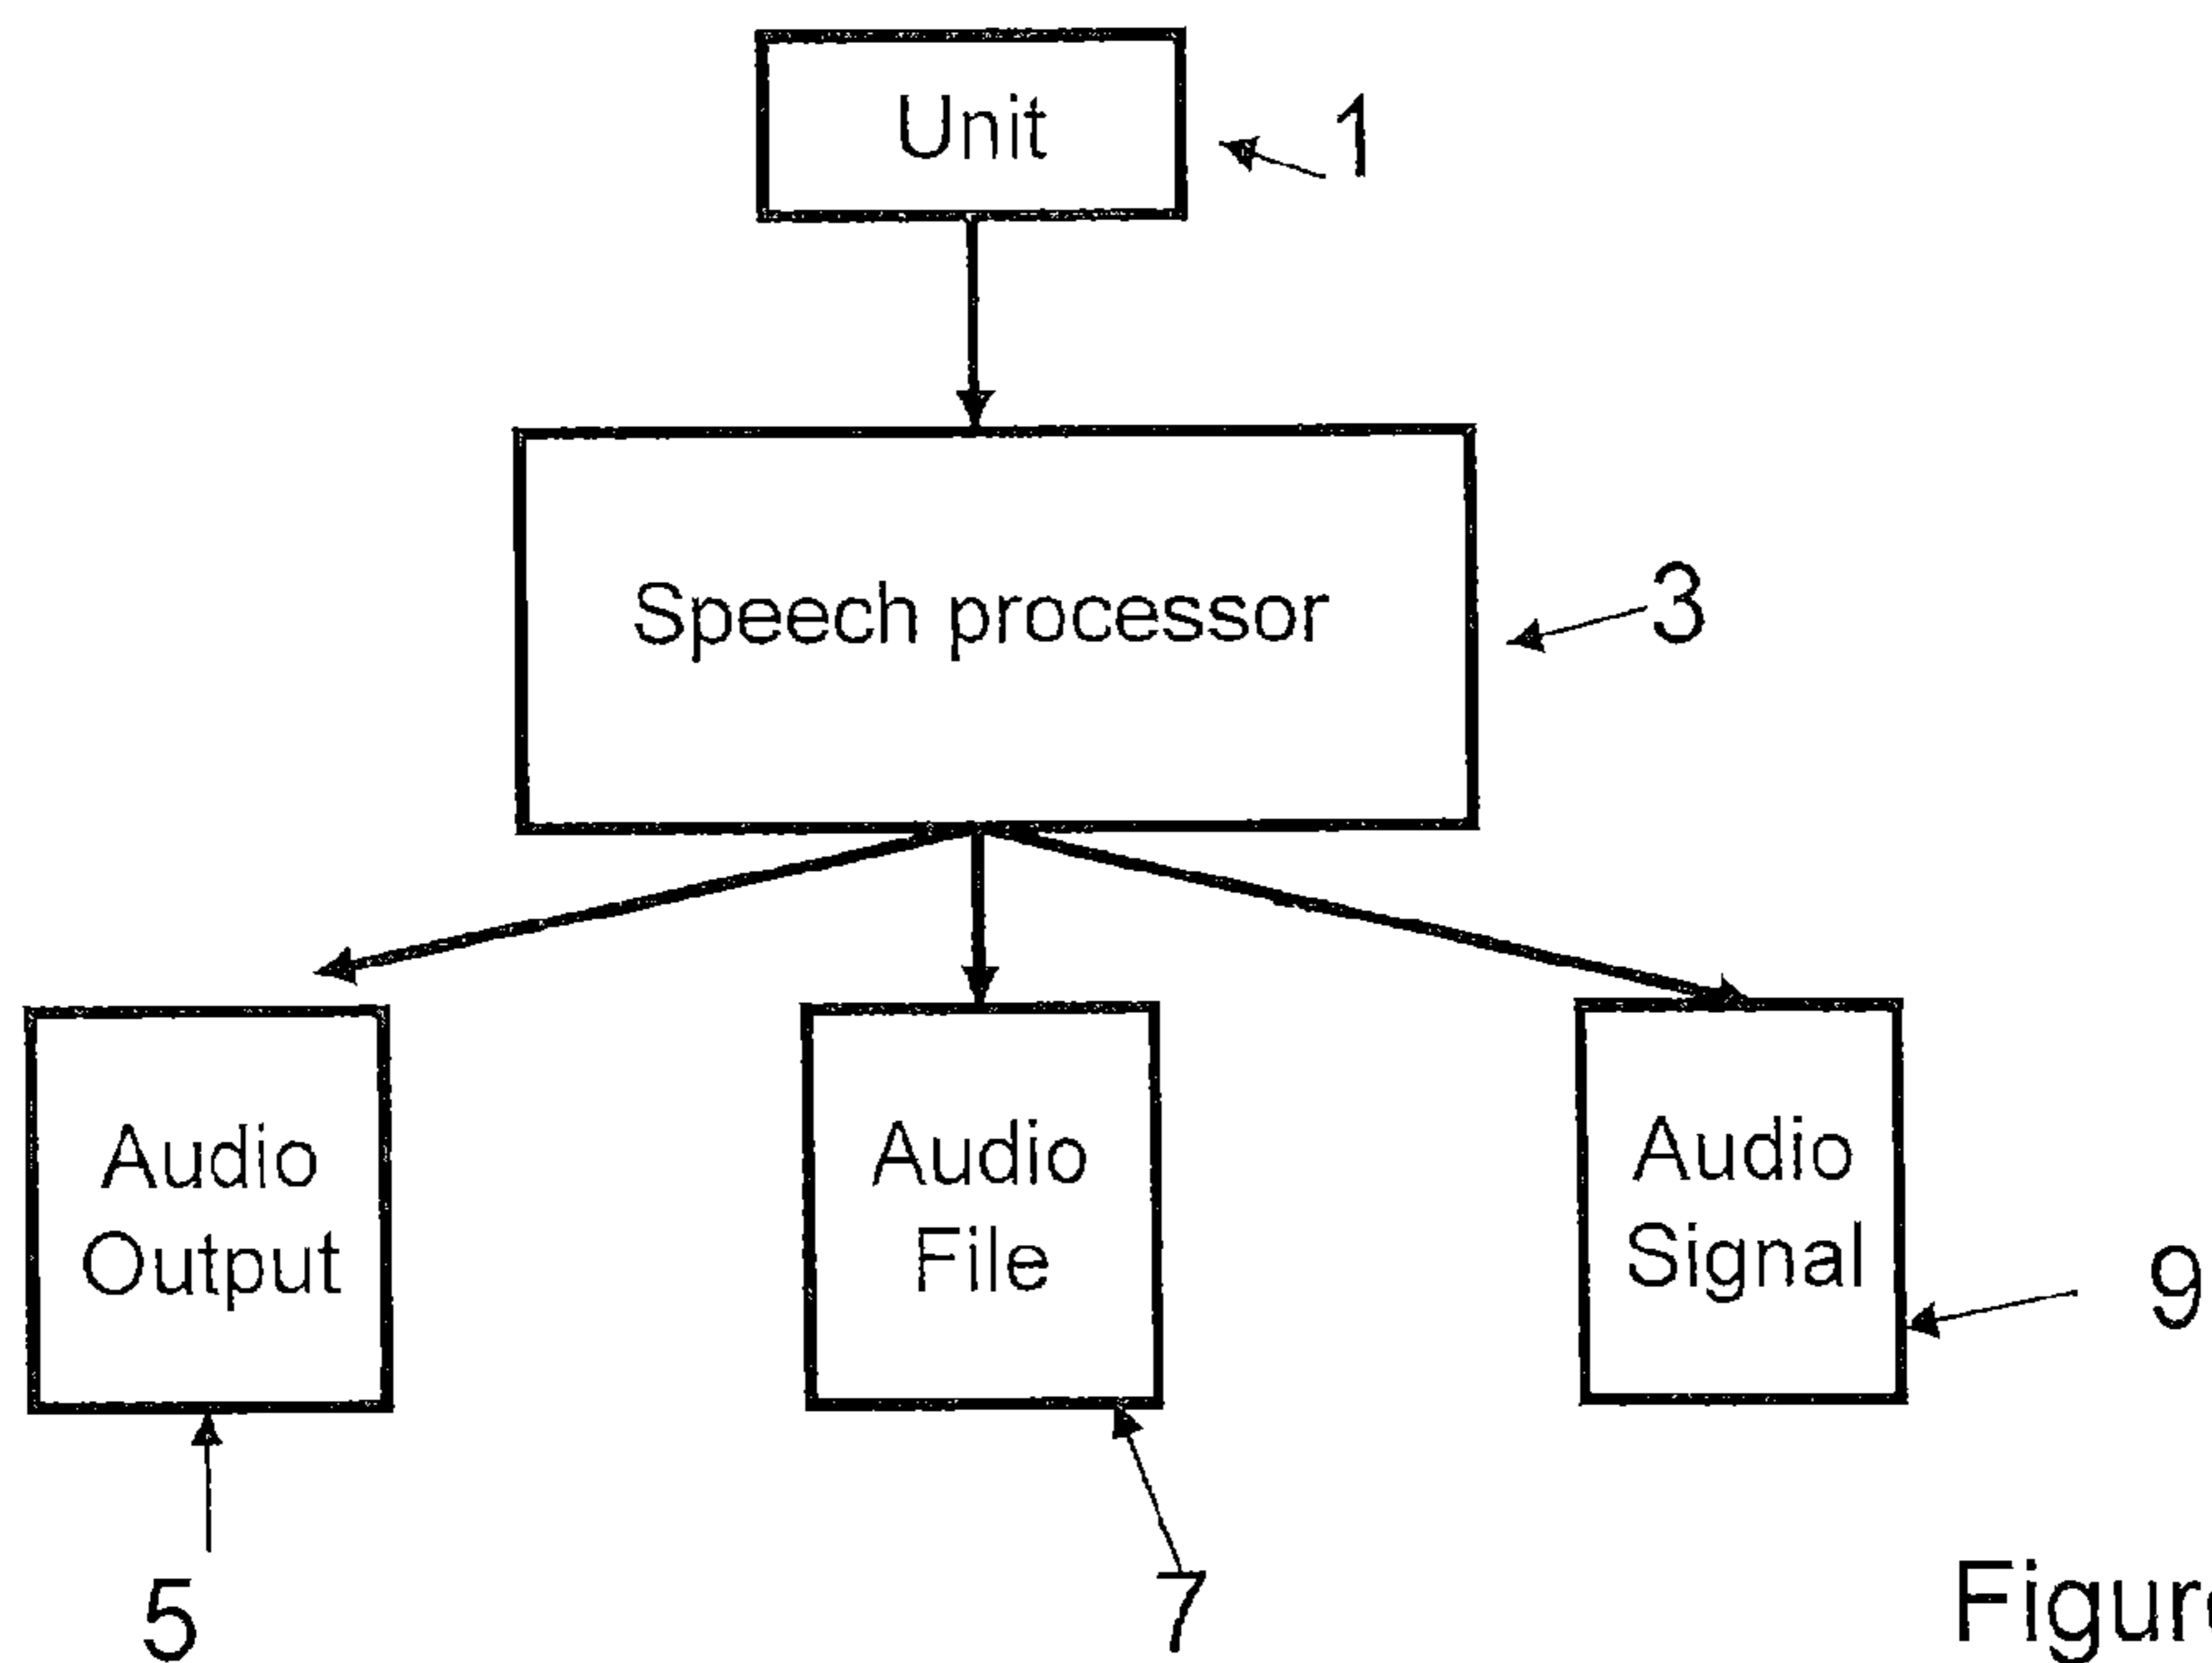 Unit
1
Speech processor
3
Audio
Output
Audio
File
Audio
Signal
9
5
7